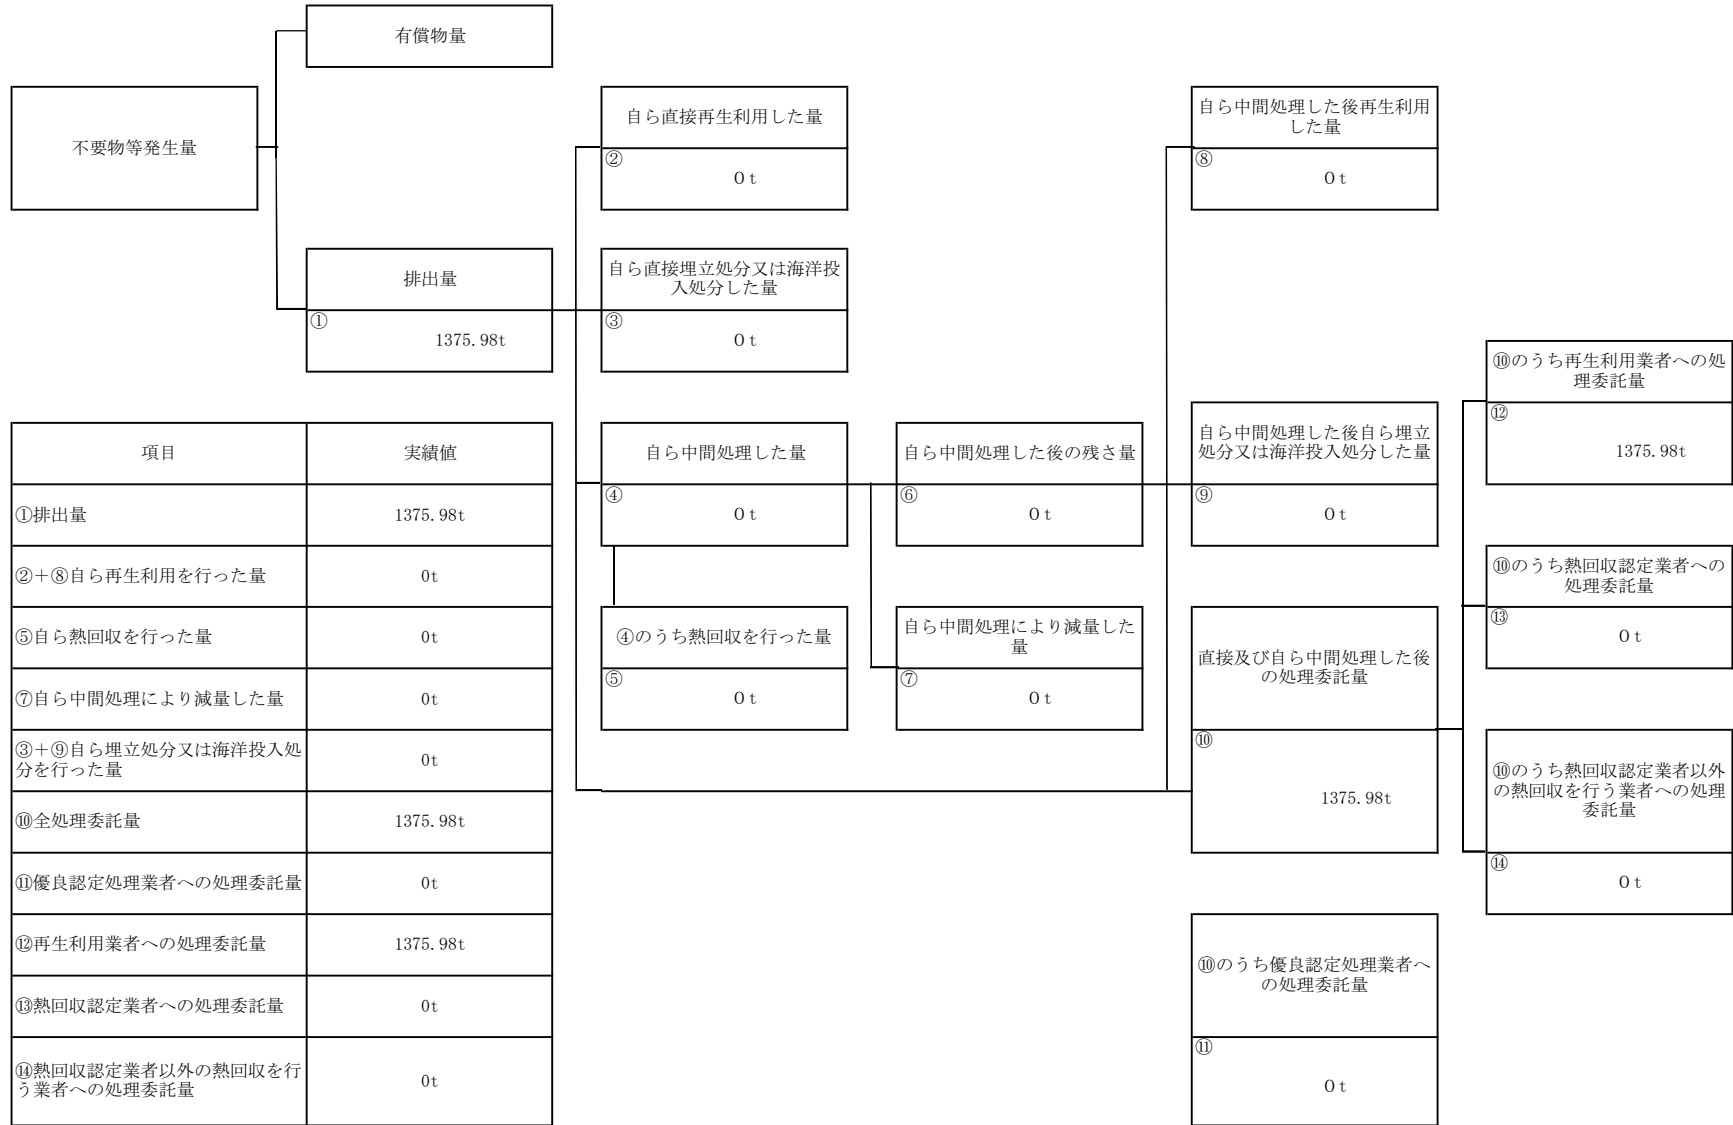 有償物量
不要物等発生量
自ら直接再生利用した量
②
0t
自ら中間処理した後再生利用
した量
⑧
0t
排出量
①
1375.98t
自ら直接埋立処分又は海洋投
入処分した量
③
0t
⑩のうち再生利用業者への処
理委託量
⑫
1375.98t
自ら中間処理した量
④
0t
自ら中間処理した後の残さ量
⑥
0t
自ら中間処理した後自ら埋立
処分又は海洋投入処分した量
⑨
0t
⑩のうち熱回収認定業者への
処理委託量
⑬
0t
④のうち熱回収を行った量
⑤
0t
自ら中間処理により減量した
量
⑦
0t
直接及び自ら中間処理した後
の処理委託量
⑩
1375.98t
⑩のうち熱回収認定業者以外
の熱回収を行う業者への処理
委託量
⑭
0t
⑩のうち優良認定処理業者へ
の処理委託量
⑪
0t
項目 実績値
①排出量 1375.98t
②＋⑧自ら再生利用を行った量 0t
⑤自ら熱回収を行った量 0t
⑦自ら中間処理により減量した量 0t
③＋⑨自ら埋立処分又は海洋投入処
分を行った量 0t
⑩全処理委託量 1375.98t
⑪優良認定処理業者への処理委託量 0t
⑫再生利用業者への処理委託量 1375.98t
⑬熱回収認定業者への処理委託量 0t
⑭熱回収認定業者以外の熱回収を行
う業者への処理委託量 0t